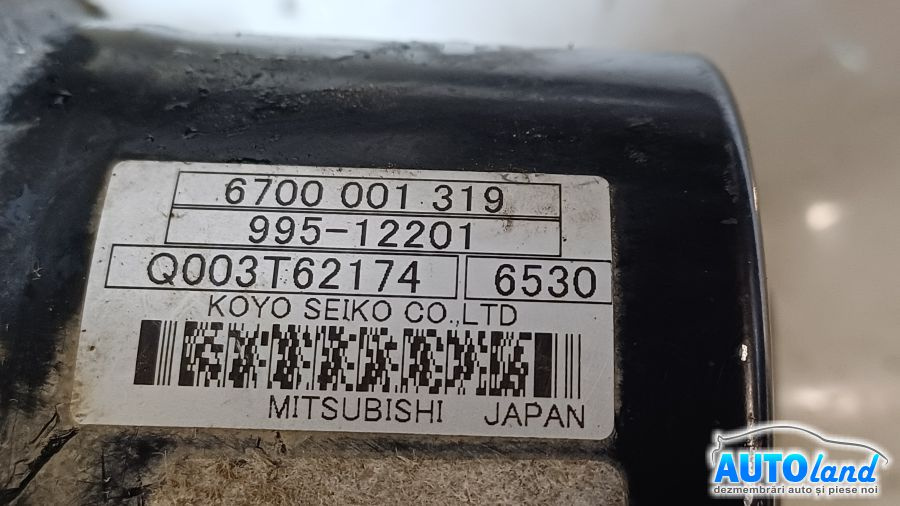 6700 001 319
995-12201
Q003T62174 6530
KOYO SEIKO CO.,LTD
MITSUBISHI JAPAN
AUTOland
dezmembrări auto și piese noi